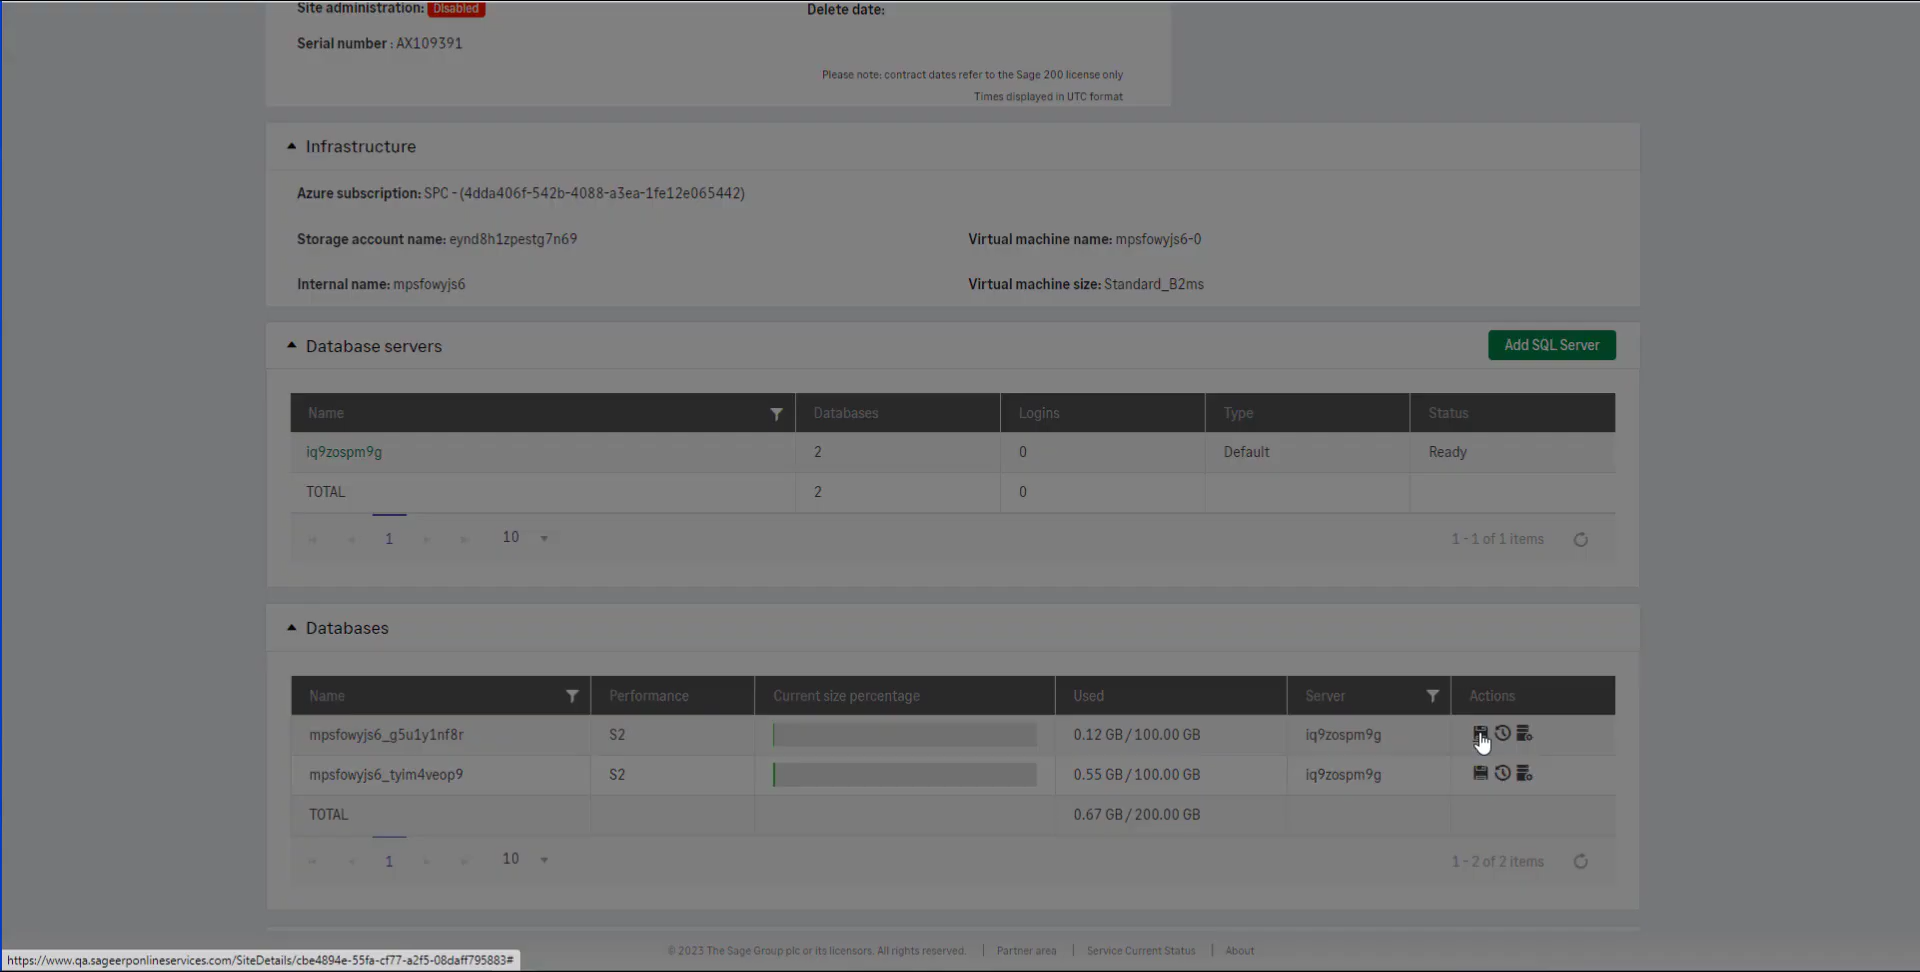 Site administration: Disabled
Delete date:
Serial number : AX109391
Please note: contract dates refer to the Sage 200 license only
Times displayed in UTC format
Infrastructure
Azure subscription: SPC - (4dda406f-542b-4088-a3ea-1fe12e065442)
Storage account name: eynd8h1zpestg7n69
Virtual machine name: mpsfowyjs6-0
Internal name: mpsfowyjs6
Virtual machine size: Standard_B2ms
Database servers
Add SQL Server
Name Databases Logins Type Status
iq9zospm9g 2 0 Default Ready
TOTAL 2 0
1 10 1 - 1 of 1 items
Databases
Name Performance Current size percentage Used Server Actions
mpsfowyjs6_g5u1y1nf8r S2 0.12 GB / 100.00 GB iq9zospm9g
mpsfowyjs6_tyim4veop9 S2 0.55 GB / 100.00 GB iq9zospm9g
TOTAL 0.67 GB / 200.00 GB
1 10 1 - 2 of 2 items
© 2023 The Sage Group plc or its licensors. All rights reserved. | Partner area | Service Current Status | About
https://www.qa.sageerponlineservices.com/SiteDetails/cbe4894e-55fa-cf77-a2f5-08daff795883#